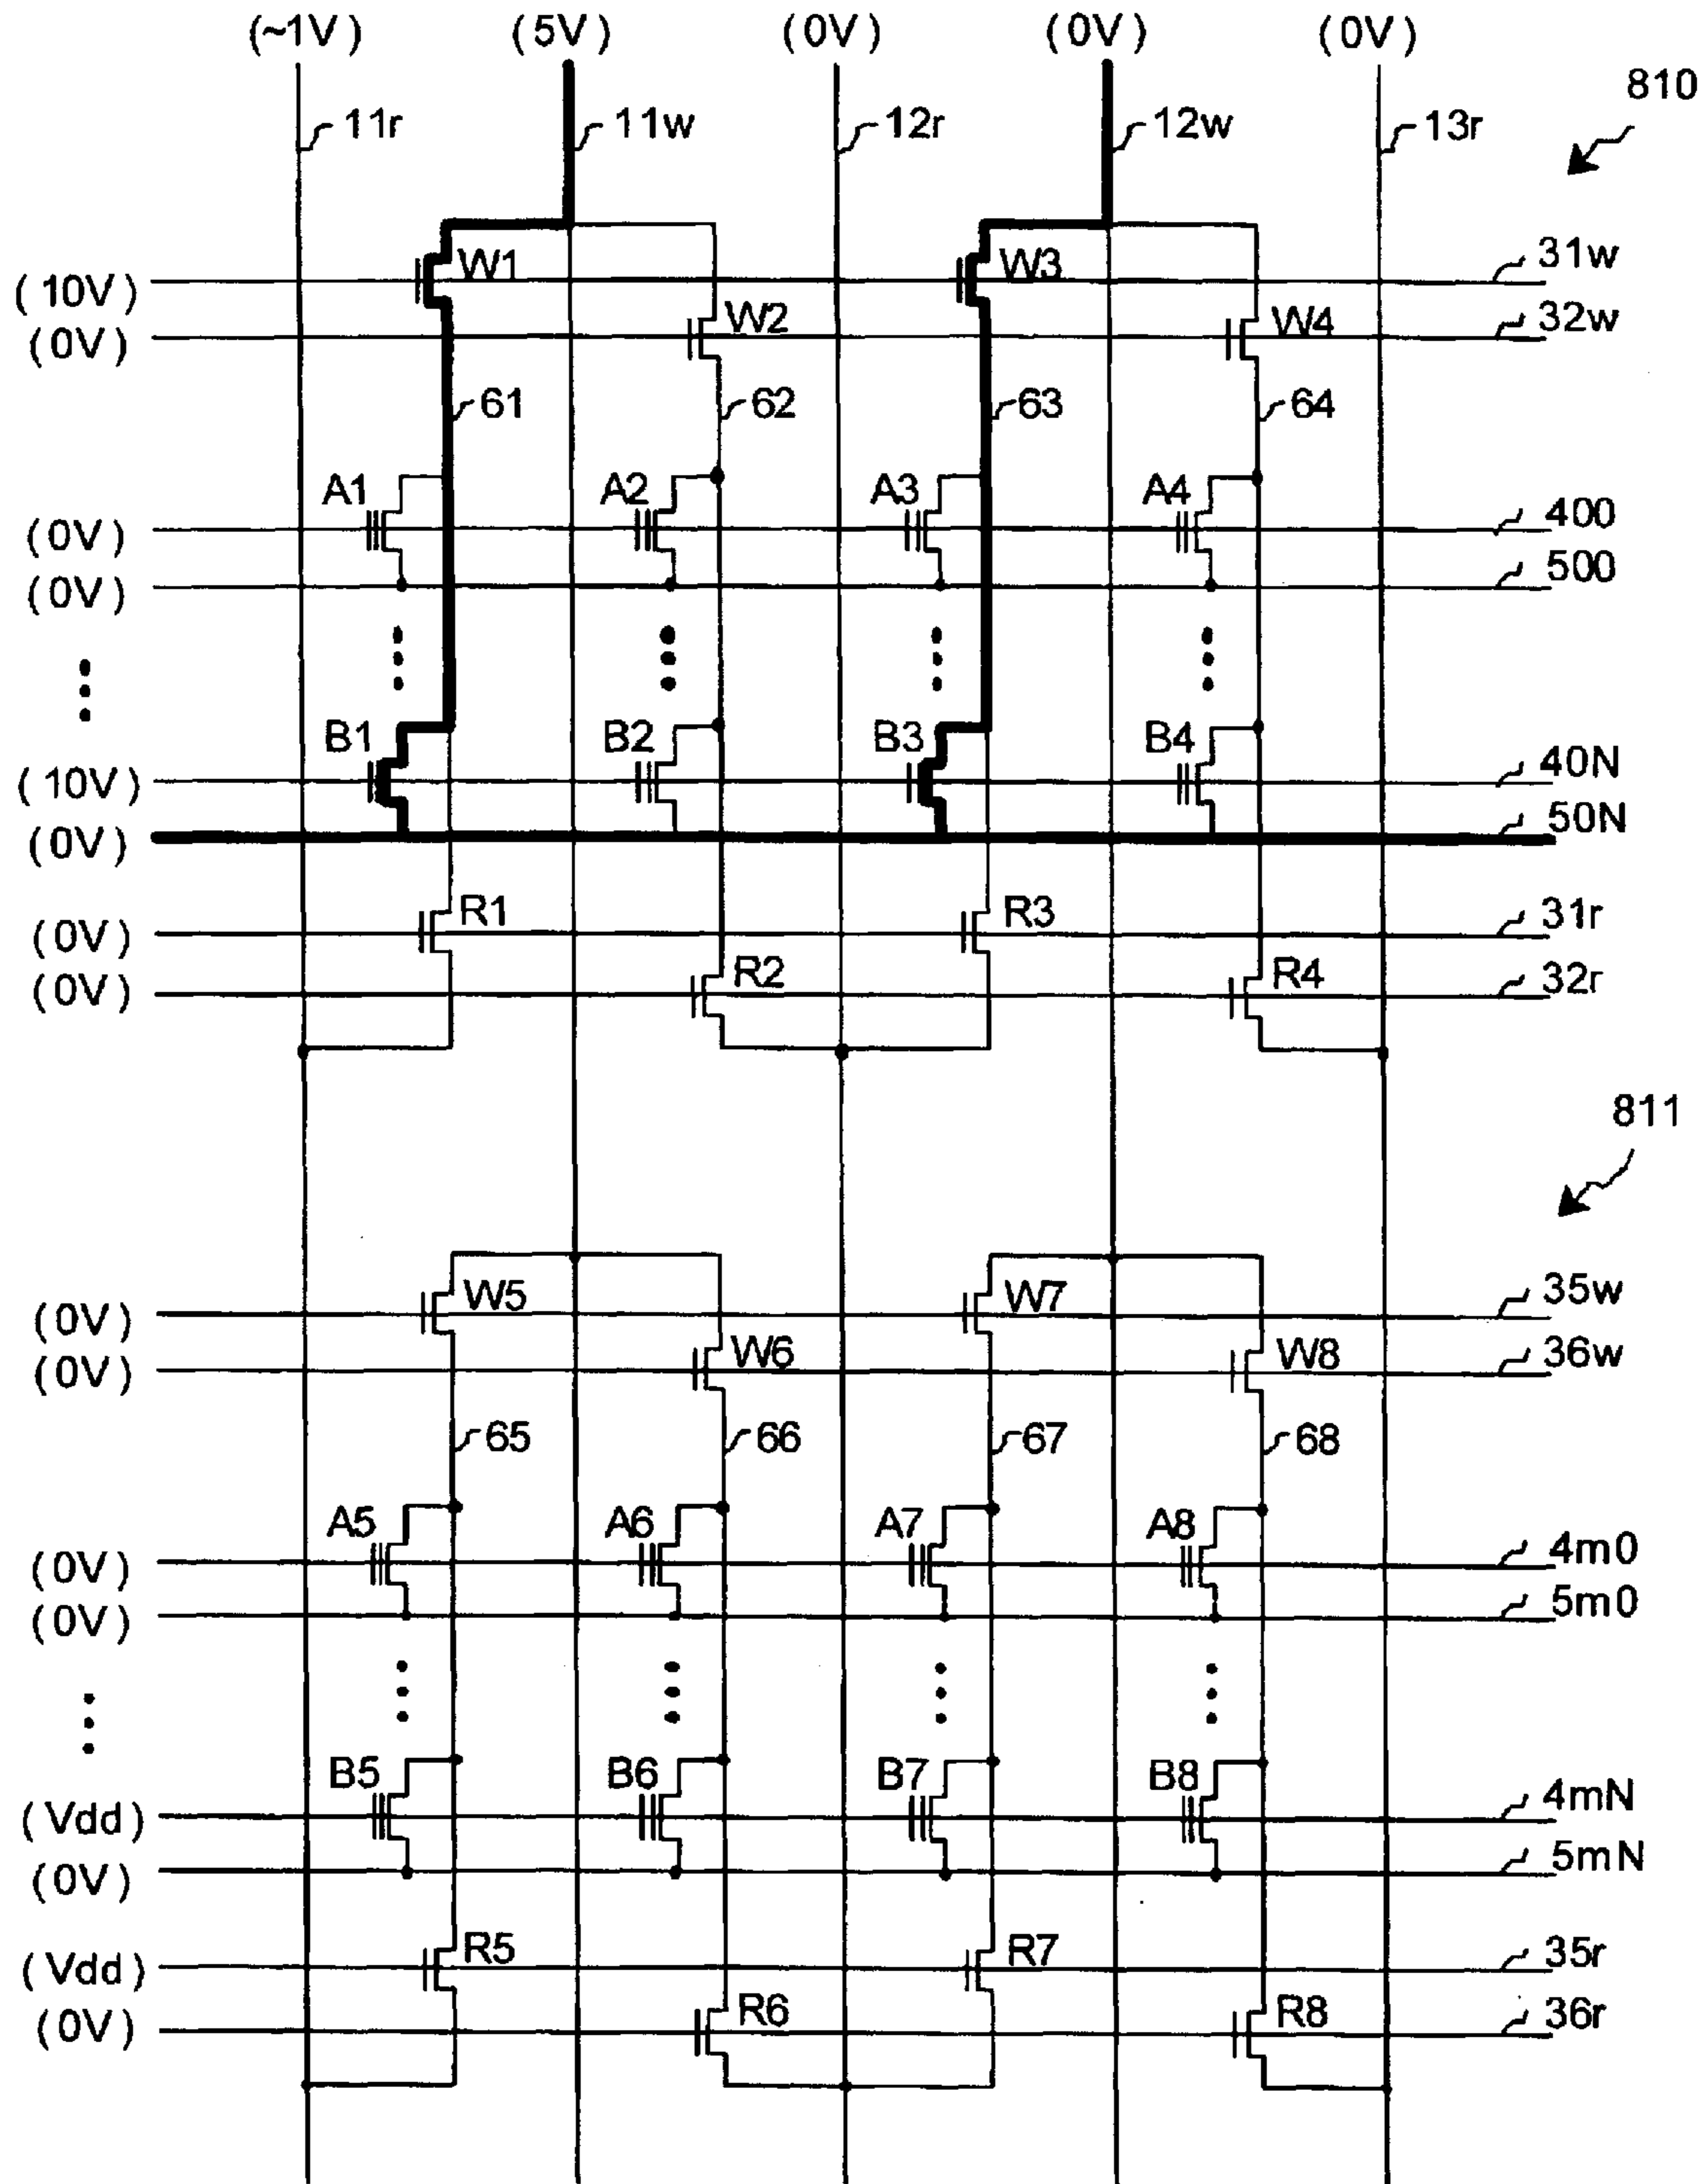 (~1V) (5V) (0V) (0V) (0V)
810
11r 11w 12r 12w 13r
(10V) W1 W3 31w
(0V) W2 W4 32w
61 62 63 64
A1 A2 A3 A4
(0V) 400
(0V) 500
B1 B2 B3 B4
(10V) 40N
(0V) 50N
(0V) R1 R3 31r
(0V) R2 R4 32r
811
(0V) W5 W7 35w
(0V) W6 W8 36w
65 66 67 68
A5 A6 A7 A8
(0V) 4m0
(0V) 5m0
B5 B6 B7 B8
(Vdd) 4mN
(0V) 5mN
(Vdd) R5 R7 35r
(0V) R6 R8 36r